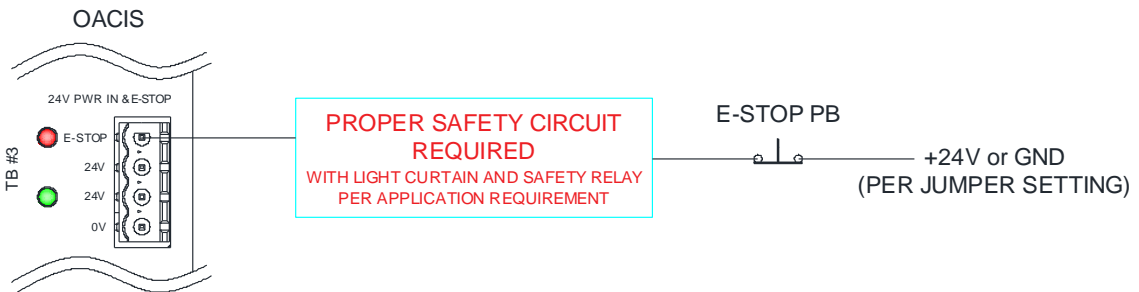 OACIS
24V PWR IN & E-STOP
TB #3
E-STOP
24V
24V
0V
PROPER SAFETY CIRCUIT
REQUIRED
WITH LIGHT CURTAIN AND SAFETY RELAY
PER APPLICATION REQUIREMENT
E-STOP PB
+24V or GND
(PER JUMPER SETTING)